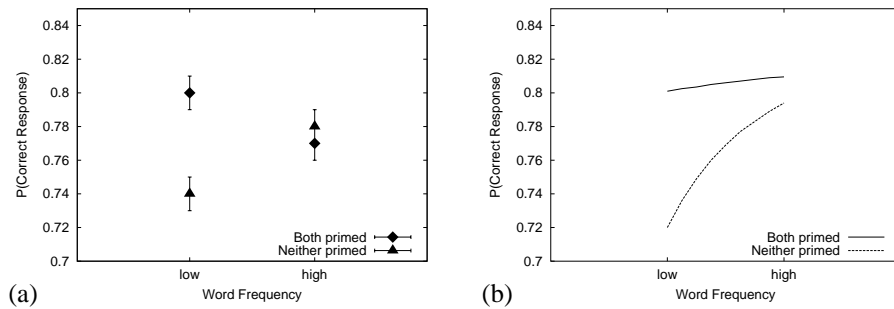 0.84
0.82
0.8
0.78
0.76
0.74
0.72
0.7
P(Correct Response)
Both primed
Neither primed
low
high
Word Frequency
(a)
0.84
0.82
0.8
0.78
0.76
0.74
0.72
0.7
P(Correct Response)
Both primed
Neither primed
low
high
Word Frequency
(b)